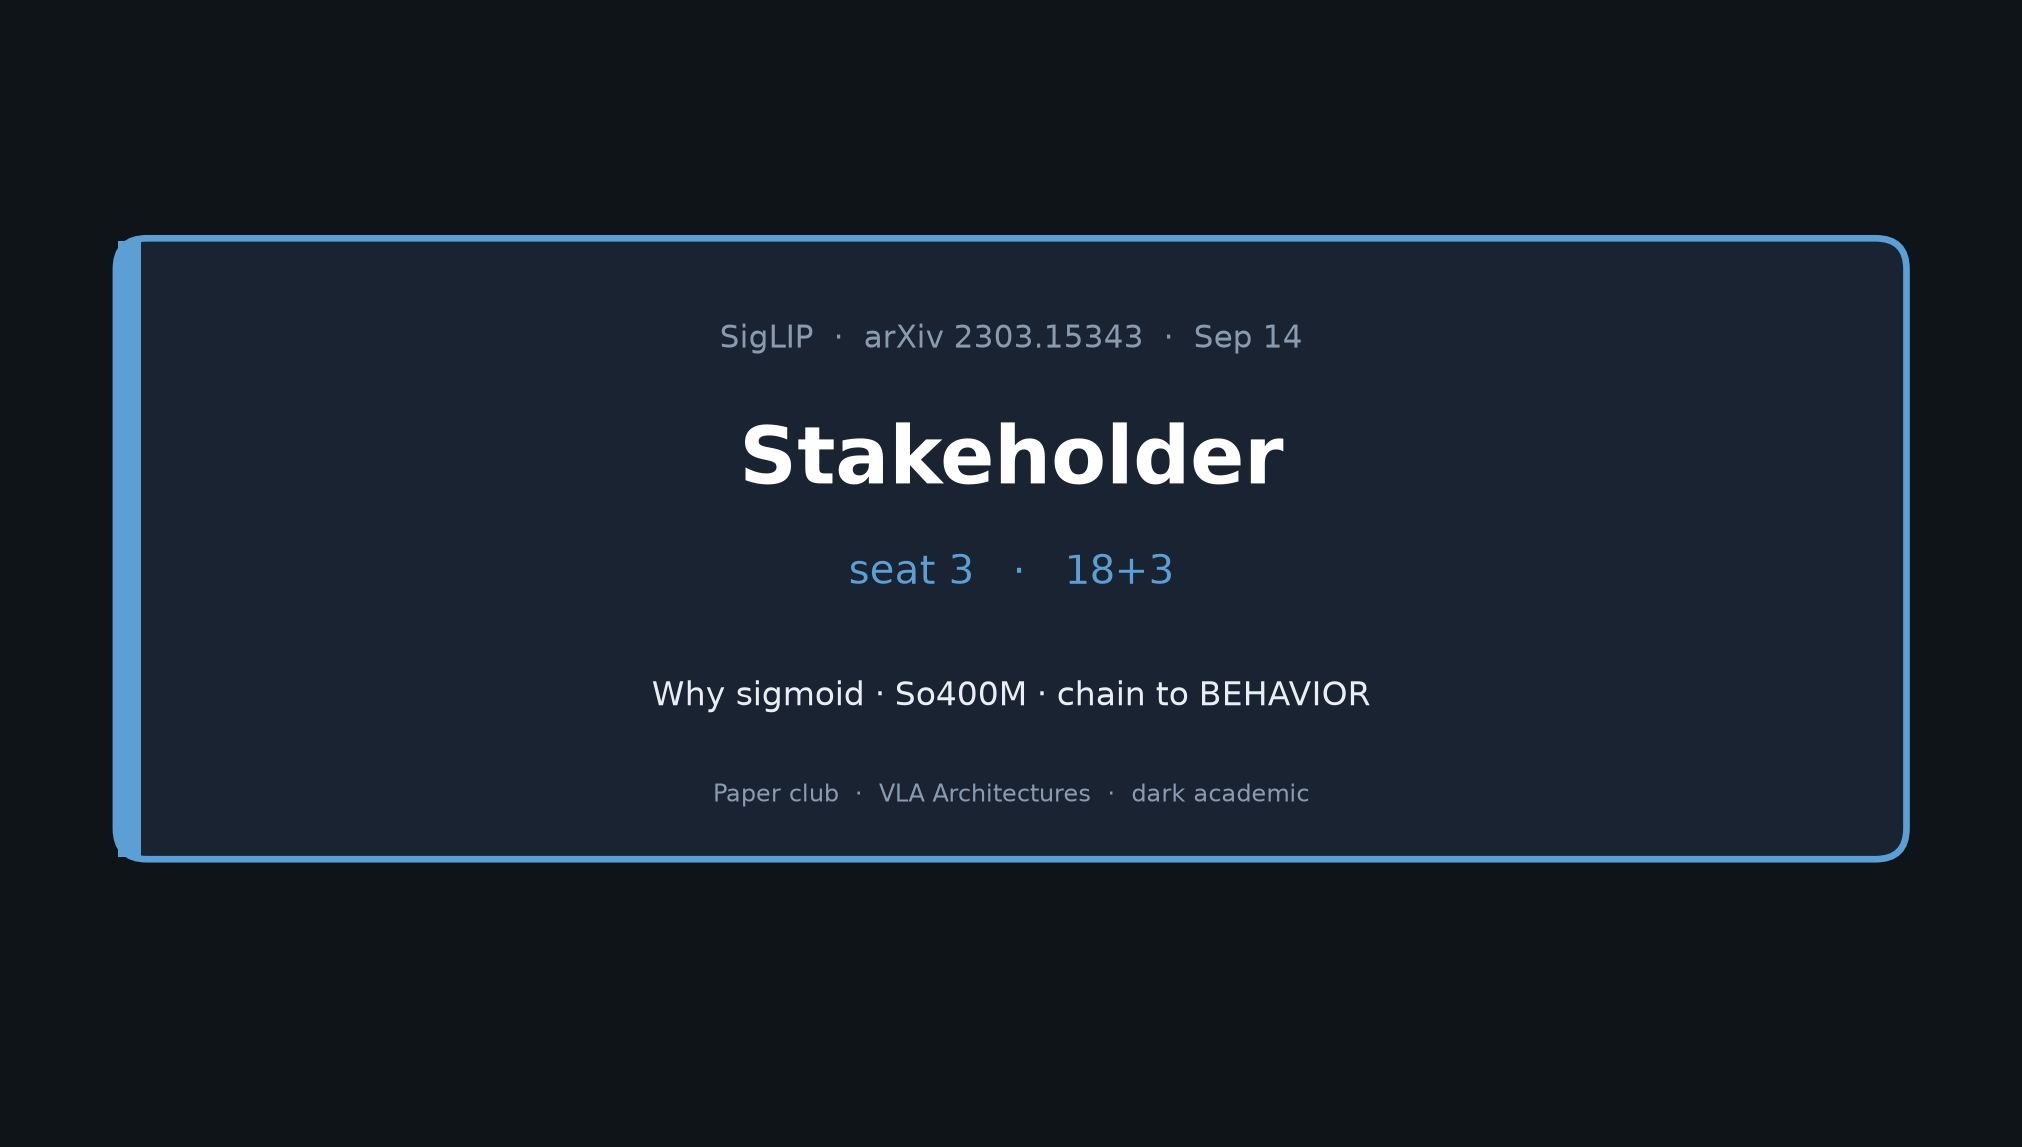 SigLIP · arXiv 2303.15343 · Sep 14
Stakeholder
seat 3 · 18+3
Why sigmoid · So400M · chain to BEHAVIOR
Paper club · VLA Architectures · dark academic